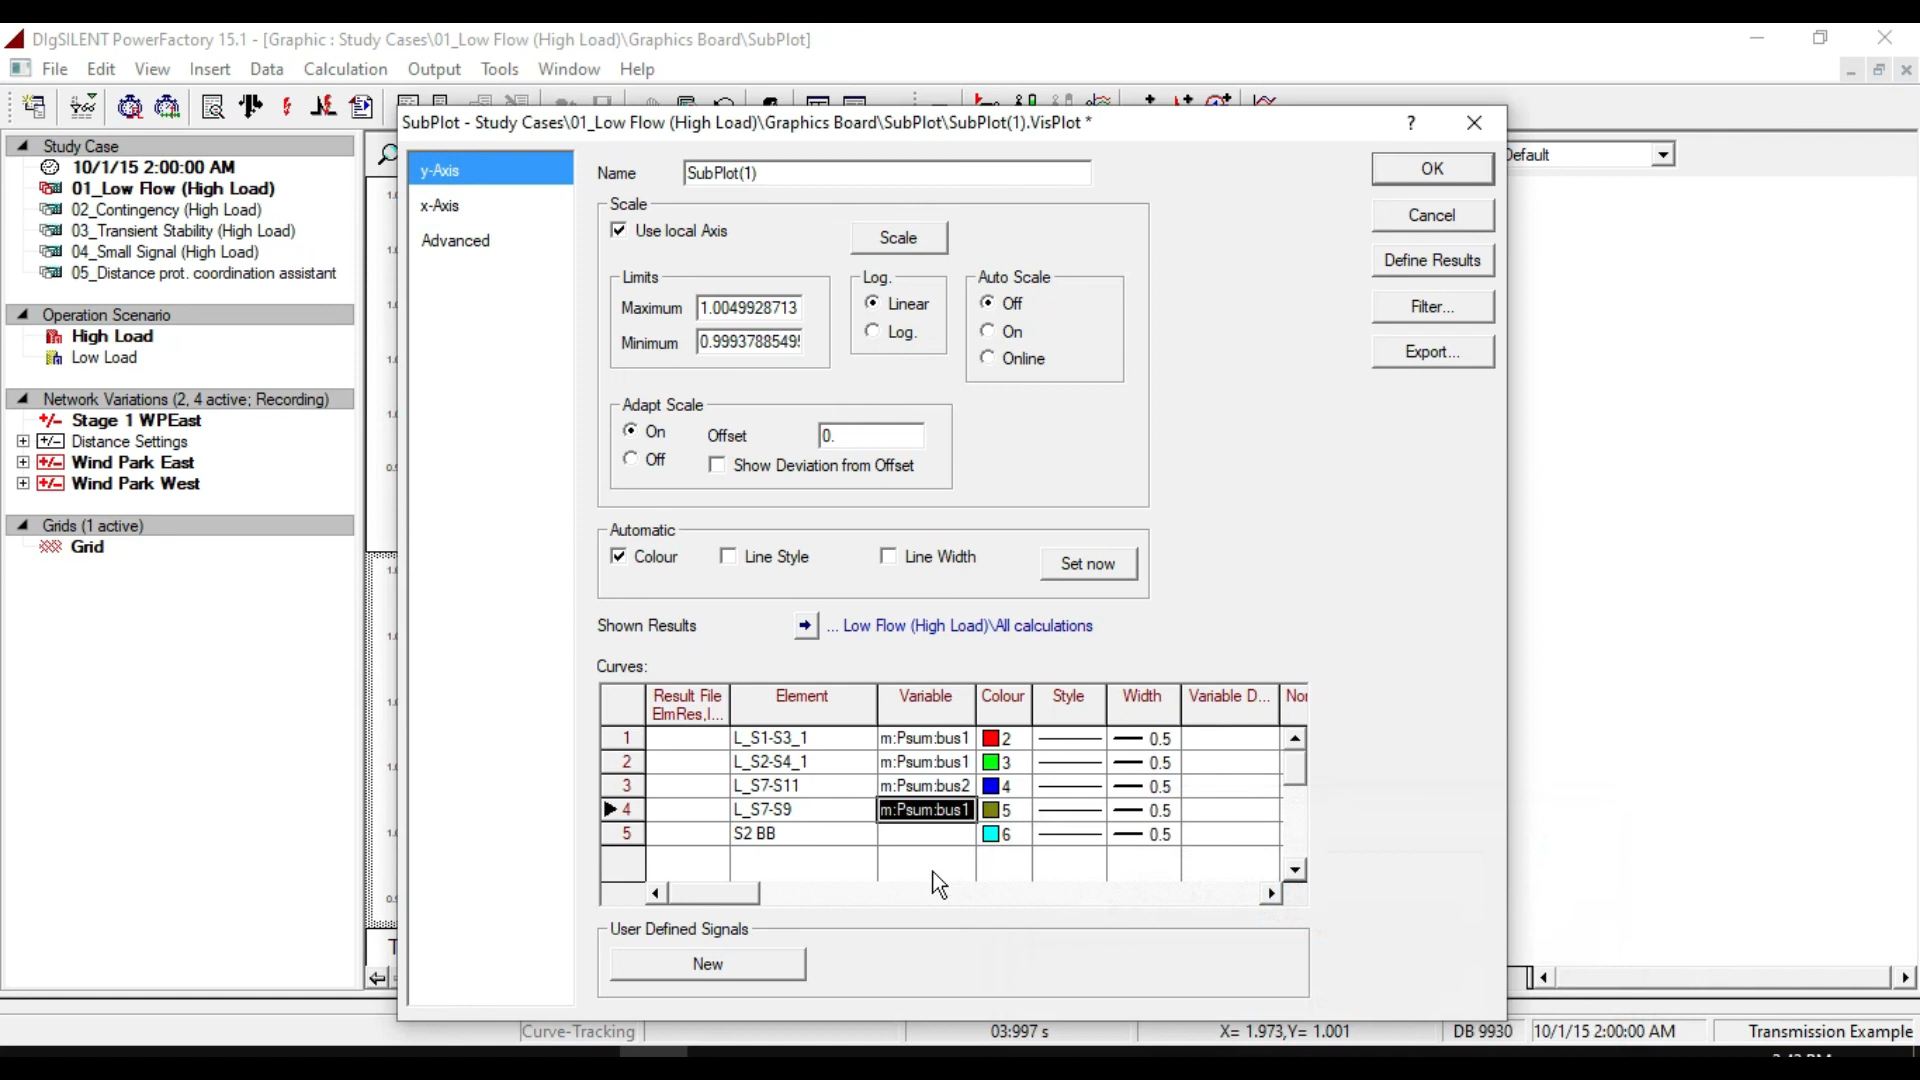 DIgSILENT PowerFactory 15.1 - [Graphic : Study Cases\01_Low Flow (High Load)\Graphics Board\SubPlot]
File Edit View Insert Data Calculation Output Tools Window Help
SubPlot - Study Cases\01_Low Flow (High Load)\Graphics Board\SubPlot\SubPlot(1).VisPlot *
?
Study Case
10/1/15 2:00:00 AM
01_Low Flow (High Load)
02_Contingency (High Load)
03_Transient Stability (High Load)
04_Small Signal (High Load)
05_Distance prot. coordination assistant
Operation Scenario
High Load
Low Load
Network Variations (2, 4 active; Recording)
Stage 1 WPEast
Distance Settings
Wind Park East
Wind Park West
Grids (1 active)
Grid
y-Axis
x-Axis
Advanced
Name SubPlot(1)
Scale
Use local Axis Scale
Limits
Maximum 1.0049928713
Minimum
Log.
Linear
Log.
Auto Scale
Off
On
Online
Adapt Scale
On Offset 0.
Off Show Deviation from Offset
Automatic
Colour Line Style Line Width Set now
Shown Results ... Low Flow (High Load)\All calculations
Curves:
Result File Element Variable Colour Style Width Variable D...
ElmRes,I...
1 L_S1-S3_1 m:Psum:bus1 2 0.5
2 L_S2-S4_1 m:Psum:bus1 3 0.5
3 L_S7-S11 m:Psum:bus2 4 0.5
4 L_S7-S9 m:Psum:bus1 5 0.5
5 S2 BB 6 0.5
User Defined Signals
New
OK
Cancel
Define Results
Filter...
Export...
Default
Curve-Tracking 03:997 s X= 1.973,Y= 1.001 DB 9930 10/1/15 2:00:00 AM Transmission Example